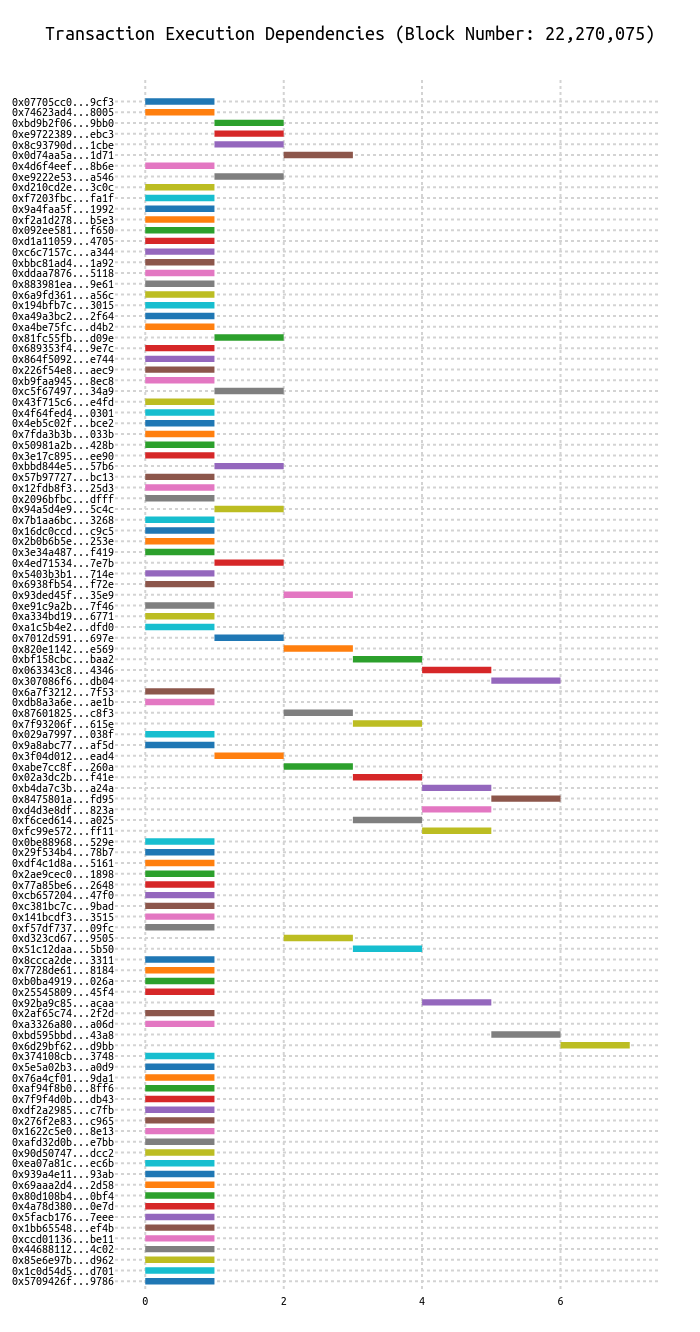 Transaction Execution Dependencies (Block Number: 22,270,075)
0x07705cc0...9cf3
0x74623ad4...8005
0xbd9b2f06...9bb0
0xe9722389...ebc3
0x8c93790d...1cbe
0x0d74aa5a...1d71
0x4d6f4eef...8b6e
0xe9222e53...a546
0xd210cd2e...3c0c
0xf7203fbc...fa1f
0x9a4faa5f...1992
0xf2a1d278...b5e3
0x092ee581...f650
0xd1a11059...4705
0xc6c7157c...a344
0xbbc81ad4...1a92
0xddaa7876...5118
0x883981ea...9e61
0x6a9fd361...a56c
0x194bfb7c...3015
0xa49a3bc2...2f64
0xa4be75fc...d4b2
0x81fc55fb...d09e
0x689353f4...9e7c
0x864f5092...e744
0x226f54e8...aec9
0xb9faa945...8ec8
0xc5f67497...34a9
0x43f715c6...e4fd
0x4f64fed4...0301
0x4eb5c02f...bce2
0x7fda3b3b...033b
0x50981a2b...428b
0x3e17c895...ee90
0xbbd844e5...57b6
0x57b97727...bc13
0x12fdb8f3...25d3
0x2096bfbc...dfff
0x94a5d4e9...5c4c
0x7b1aa6bc...3268
0x16dc0ccd...c9c5
0x2b0b6b5e...253e
0x3e34a487...f419
0x4ed71534...7e7b
0x5403b3b1...714e
0x6938fb54...f72e
0x93ded45f...35e9
0xe91c9a2b...7f46
0xa334bd19...6771
0xa1c5b4e2...dfd0
0x7012d591...697e
0x820e1142...e569
0xbf158cbc...baa2
0x063343c8...4346
0x307086f6...db04
0x6a7f3212...7f53
0xdb8a3a6e...ae1b
0x87601825...c8f3
0x7f93206f...615e
0x029a7997...038f
0x9a8abc77...af5d
0x3f04d012...ead4
0xabe7cc8f...260a
0x02a3dc2b...f41e
0xb4da7c3b...a24a
0x8475801a...fd95
0xd4d3e8df...823a
0xf6ced614...a025
0xfc99e572...ff11
0x0be88968...529e
0x29f534b4...78b7
0xdf4c1d8a...5161
0x2ae9cec0...1898
0x77a85be6...2648
0xcb657204...47f0
0xc381bc7c...9bad
0x141bcdf3...3515
0xf57df737...09fc
0xd323cd67...9505
0x51c12daa...5b50
0x8ccca2de...3311
0x7728de61...8184
0xb0ba4919...026a
0x25545809...45f4
0x92ba9c85...acaa
0x2af65c74...2f2d
0xa3326a80...a06d
0xbd595bbd...43a8
0x6d29bf62...d9bb
0x374108cb...3748
0x5e5a02b3...a0d9
0x76a4cf01...9da1
0xaf94f8b0...8ff6
0x7f9f4d0b...db43
0xdf2a2985...c7fb
0x276f2e83...c965
0x1622c5e0...8e13
0xafd32d0b...e7bb
0x90d50747...dcc2
0xea07a81c...ec6b
0x939a4e11...93ab
0x69aaa2d4...2d58
0x80d108b4...0bf4
0x4a78d380...0e7d
0x5facb176...7eee
0x1bb65548...ef4b
0xccd01136...be11
0x44688112...4c02
0x85e6e97b...d962
0x1c0d54d5...d701
0x5709426f...9786
0 2 4 6